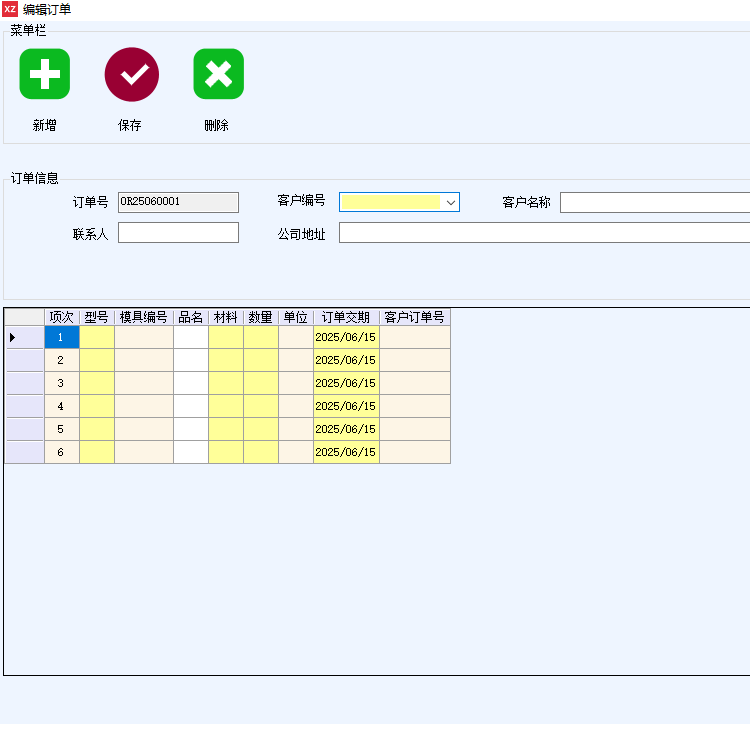 XZ 编辑订单
菜单栏
新增 保存 删除
订单信息
订单号 OR25060001 客户编号 客户名称
联系人 公司地址
项次 型号 模具编号 品名 材料 数量 单位 订单交期 客户订单号
1 2025/06/15
2 2025/06/15
3 2025/06/15
4 2025/06/15
5 2025/06/15
6 2025/06/15